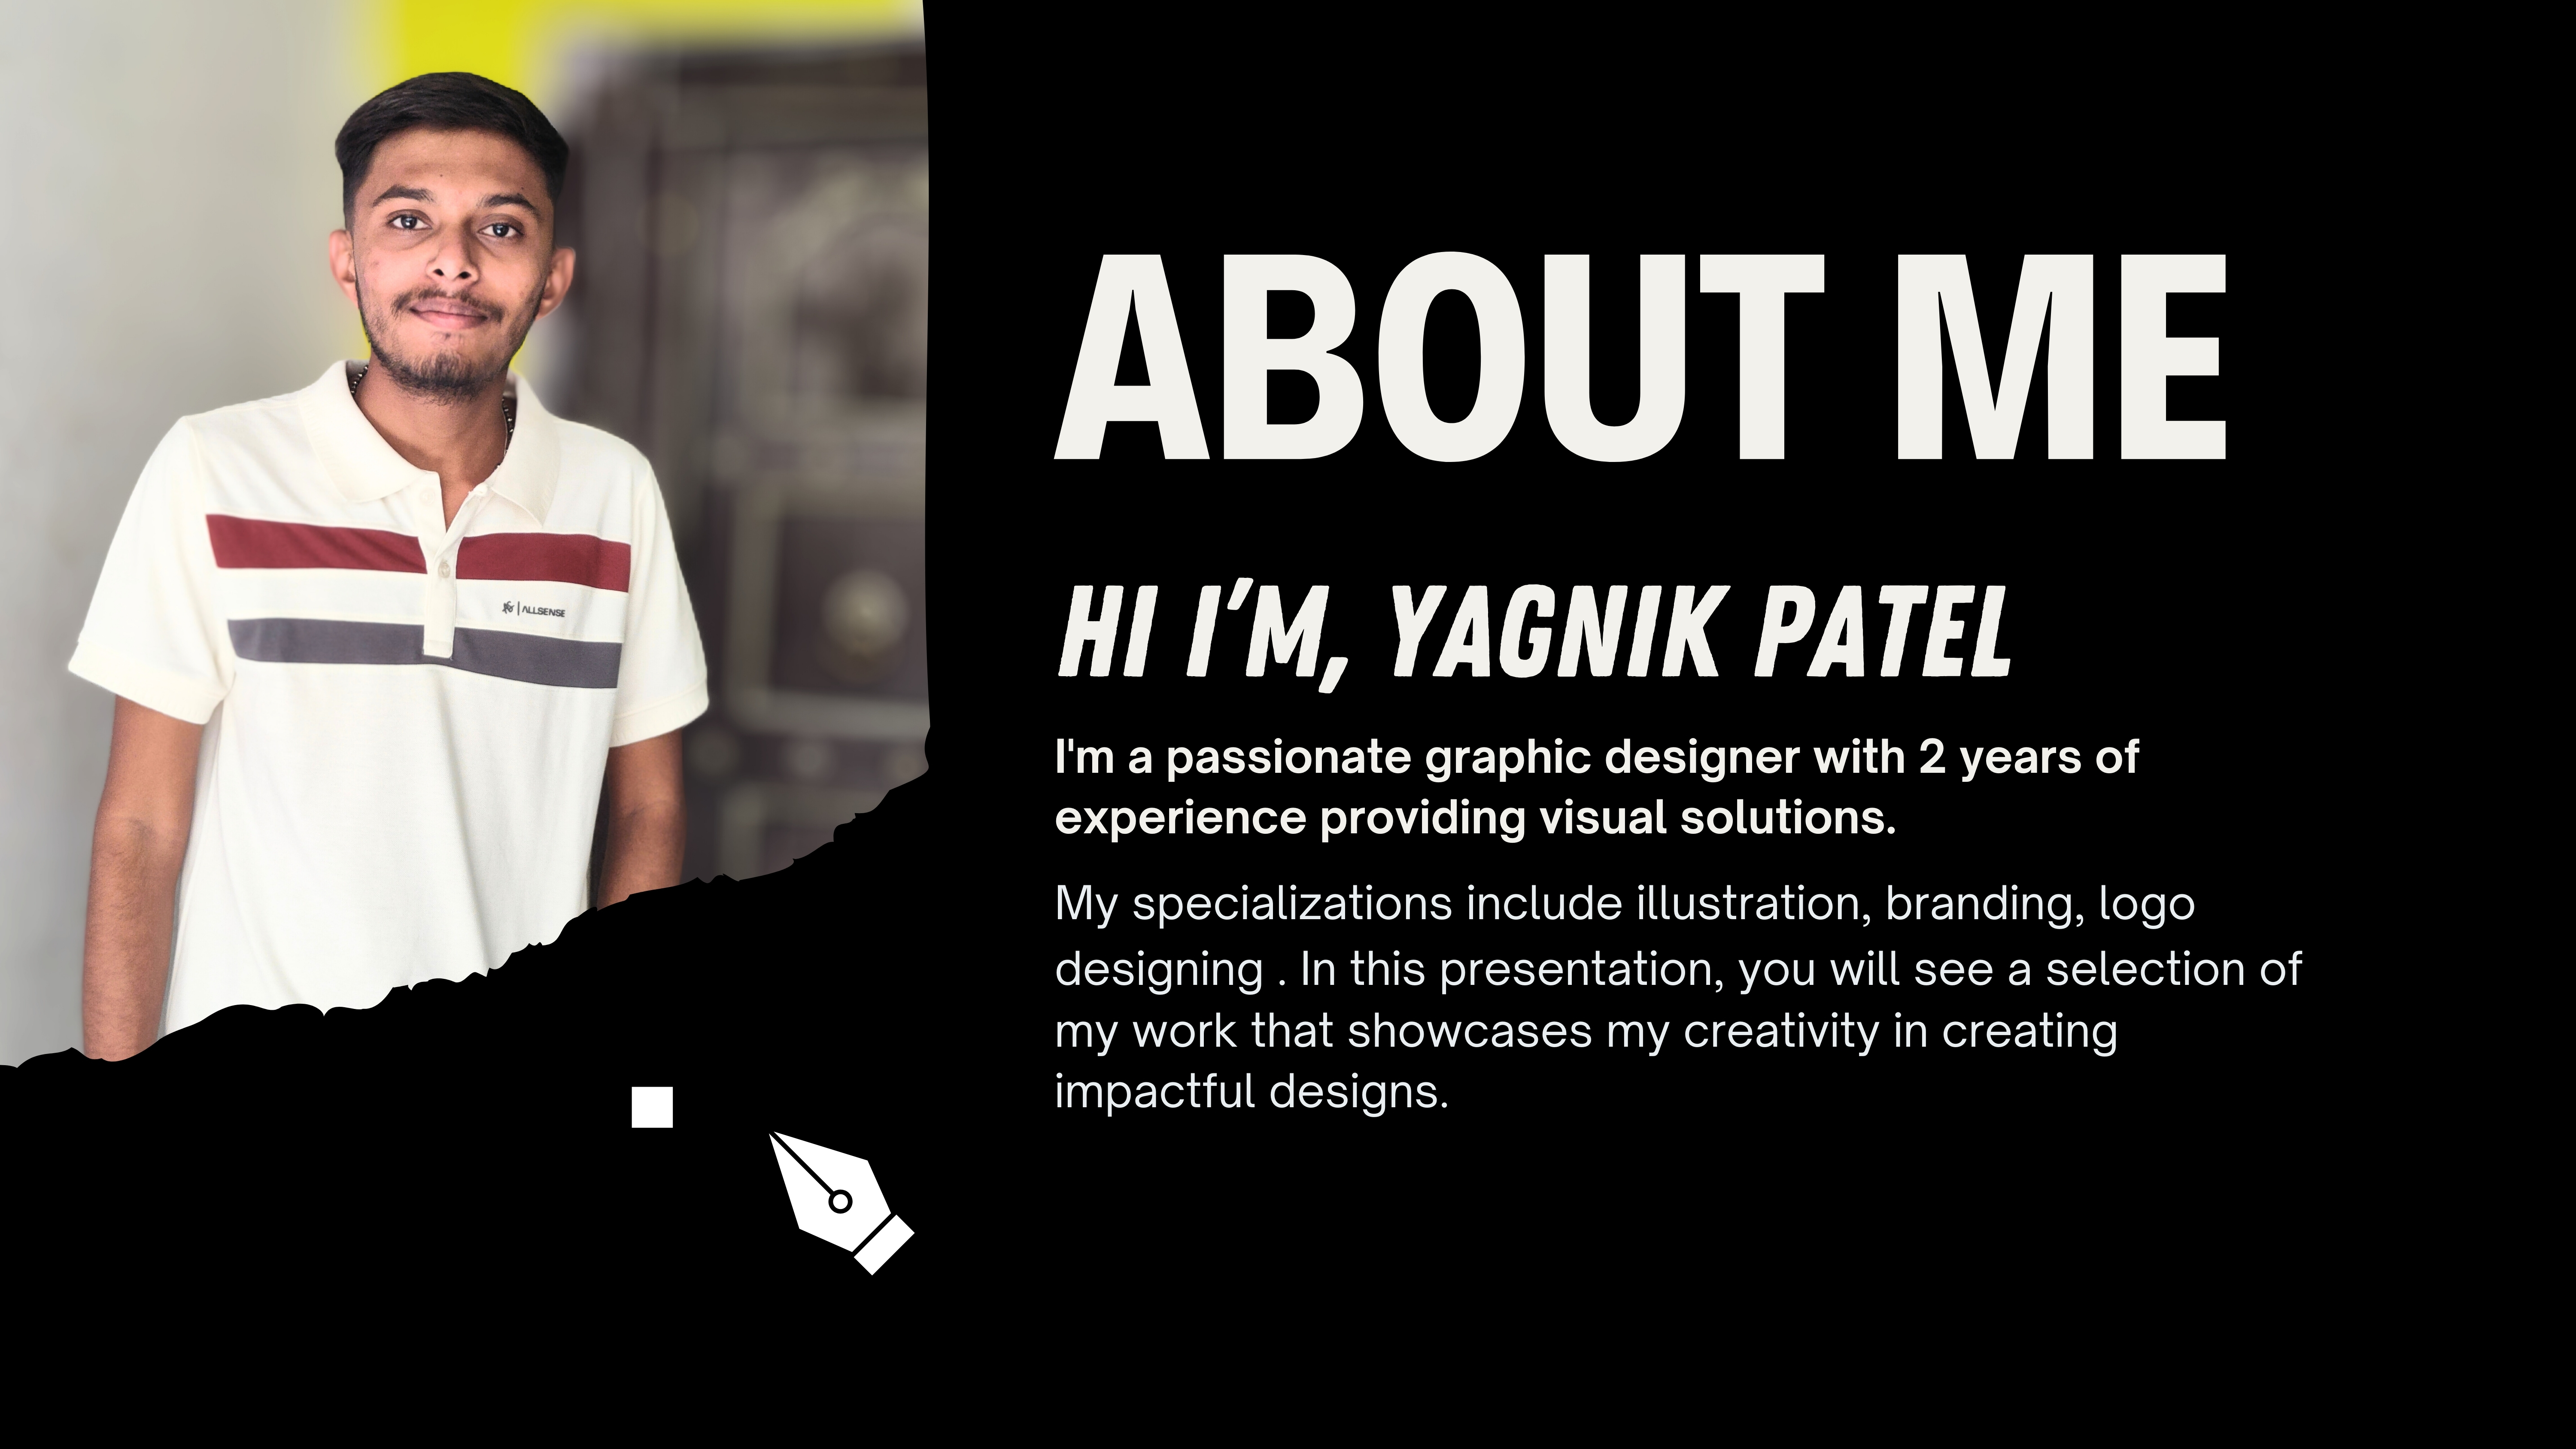 ABOUT ME
HI I'M, YAGNIK PATEL
I'm a passionate graphic designer with 2 years of
experience providing visual solutions.
My specializations include illustration, branding, logo
designing . In this presentation, you will see a selection of
my work that showcases my creativity in creating
impactful designs.
ALLSENSE